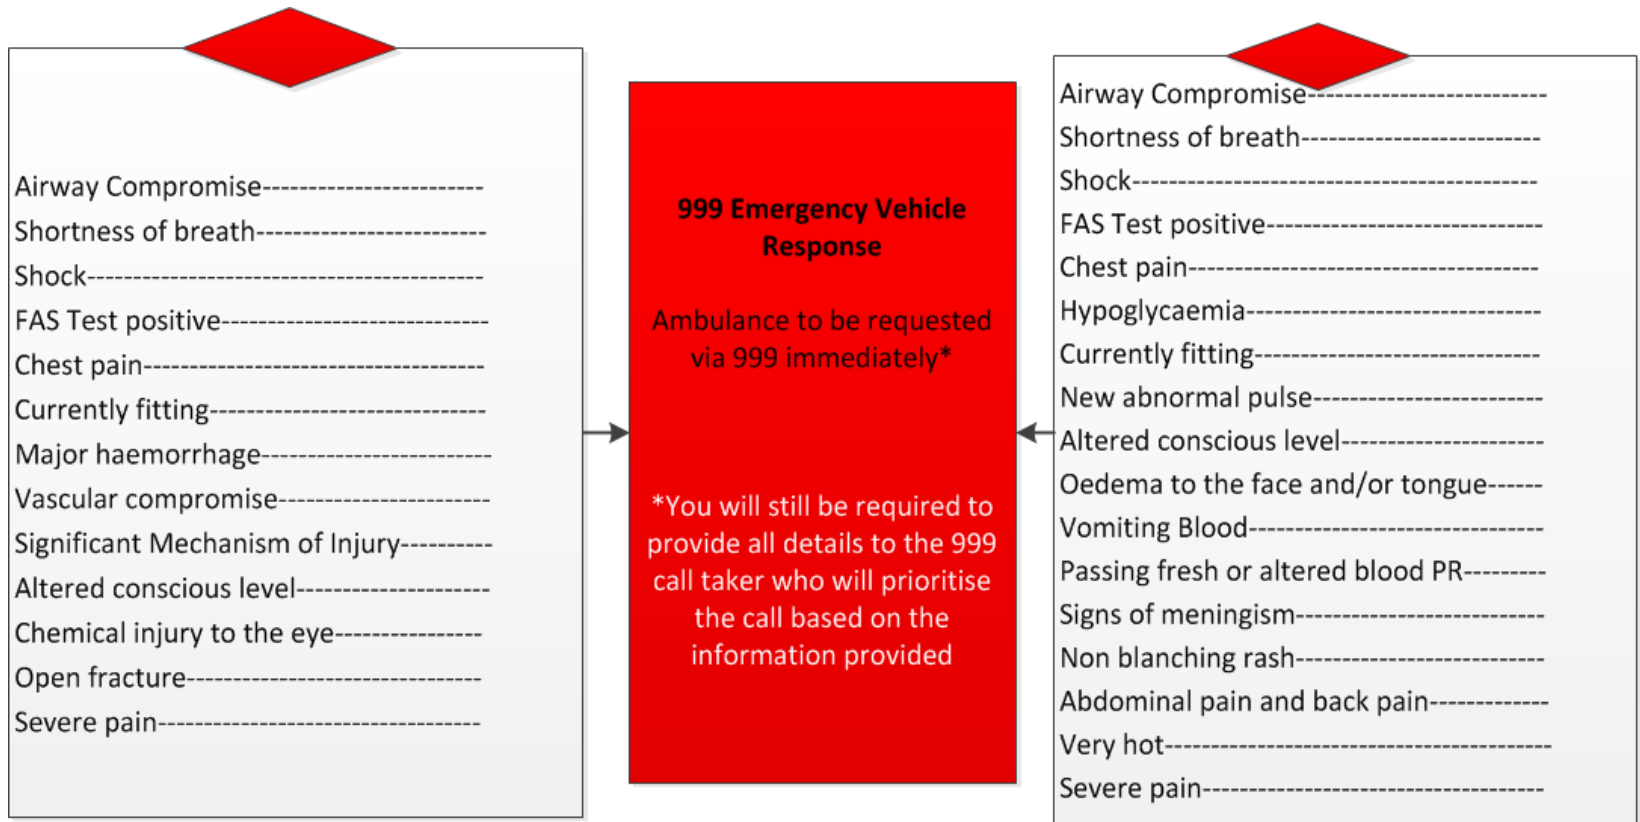 Airway Compromise------------------------
Shortness of breath-------------------------
Shock-------------------------------------------
FAS Test positive-----------------------------
Chest pain-------------------------------------
Currently fitting------------------------------
Major haemorrhage-------------------------
Vascular compromise-----------------------
Significant Mechanism of Injury----------
Altered conscious level---------------------
Chemical injury to the eye----------------
Open fracture--------------------------------
Severe pain-----------------------------------
999 Emergency Vehicle
Response
Ambulance to be requested
via 999 immediately*
*You will still be required to
provide all details to the 999
call taker who will prioritise
the call based on the
information provided
Airway Compromise--------------------------
Shortness of breath--------------------------
Shock--------------------------------------------
FAS Test positive------------------------------
Chest pain--------------------------------------
Hypoglycaemia--------------------------------
Currently fitting-------------------------------
New abnormal pulse-------------------------
Altered conscious level----------------------
Oedema to the face and/or tongue------
Vomiting Blood--------------------------------
Passing fresh or altered blood PR---------
Signs of meningism---------------------------
Non blanching rash---------------------------
Abdominal pain and back pain-------------
Very hot------------------------------------------
Severe pain-------------------------------------